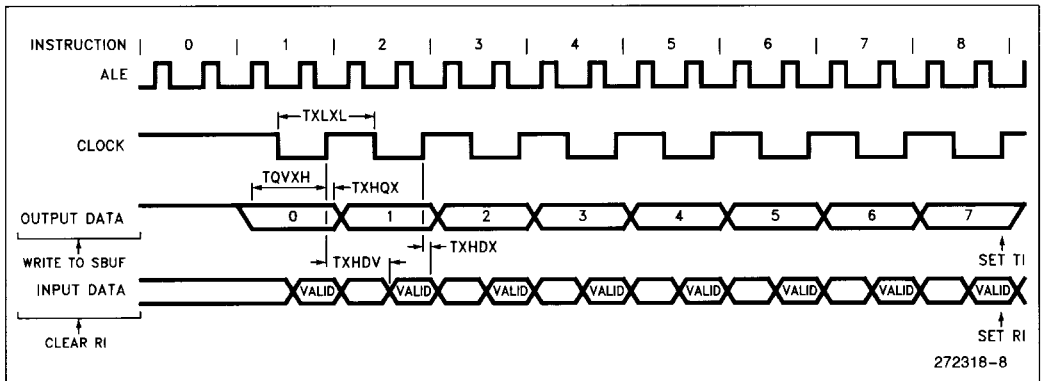 INSTRUCTION | 0 | 1 | 2 | 3 | 4 | 5 | 6 | 7 | 8 |
ALE
TXLXL
CLOCK
TQVXH
TXHQX
OUTPUT DATA 0 1 2 3 4 5 6 7
WRITE TO SBUF
TXHDV
TXHDX
SET TI
INPUT DATA VALID VALID VALID VALID VALID VALID VALID VALID
CLEAR RI
SET RI
272318-8